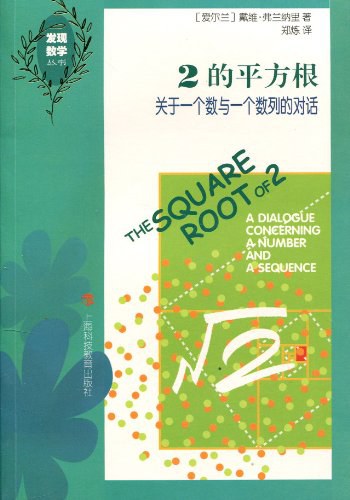 [爱尔兰]戴维·弗兰纳里 著
郑炼 译
发现
数学
丛书
2的平方根
关于一个数与一个数列的对话
THE SQUARE
ROOT OF 2
A DIALOGUE
CONCERNING
A NUMBER
AND
A SEQUENCE
√2
上海科技教育出版社